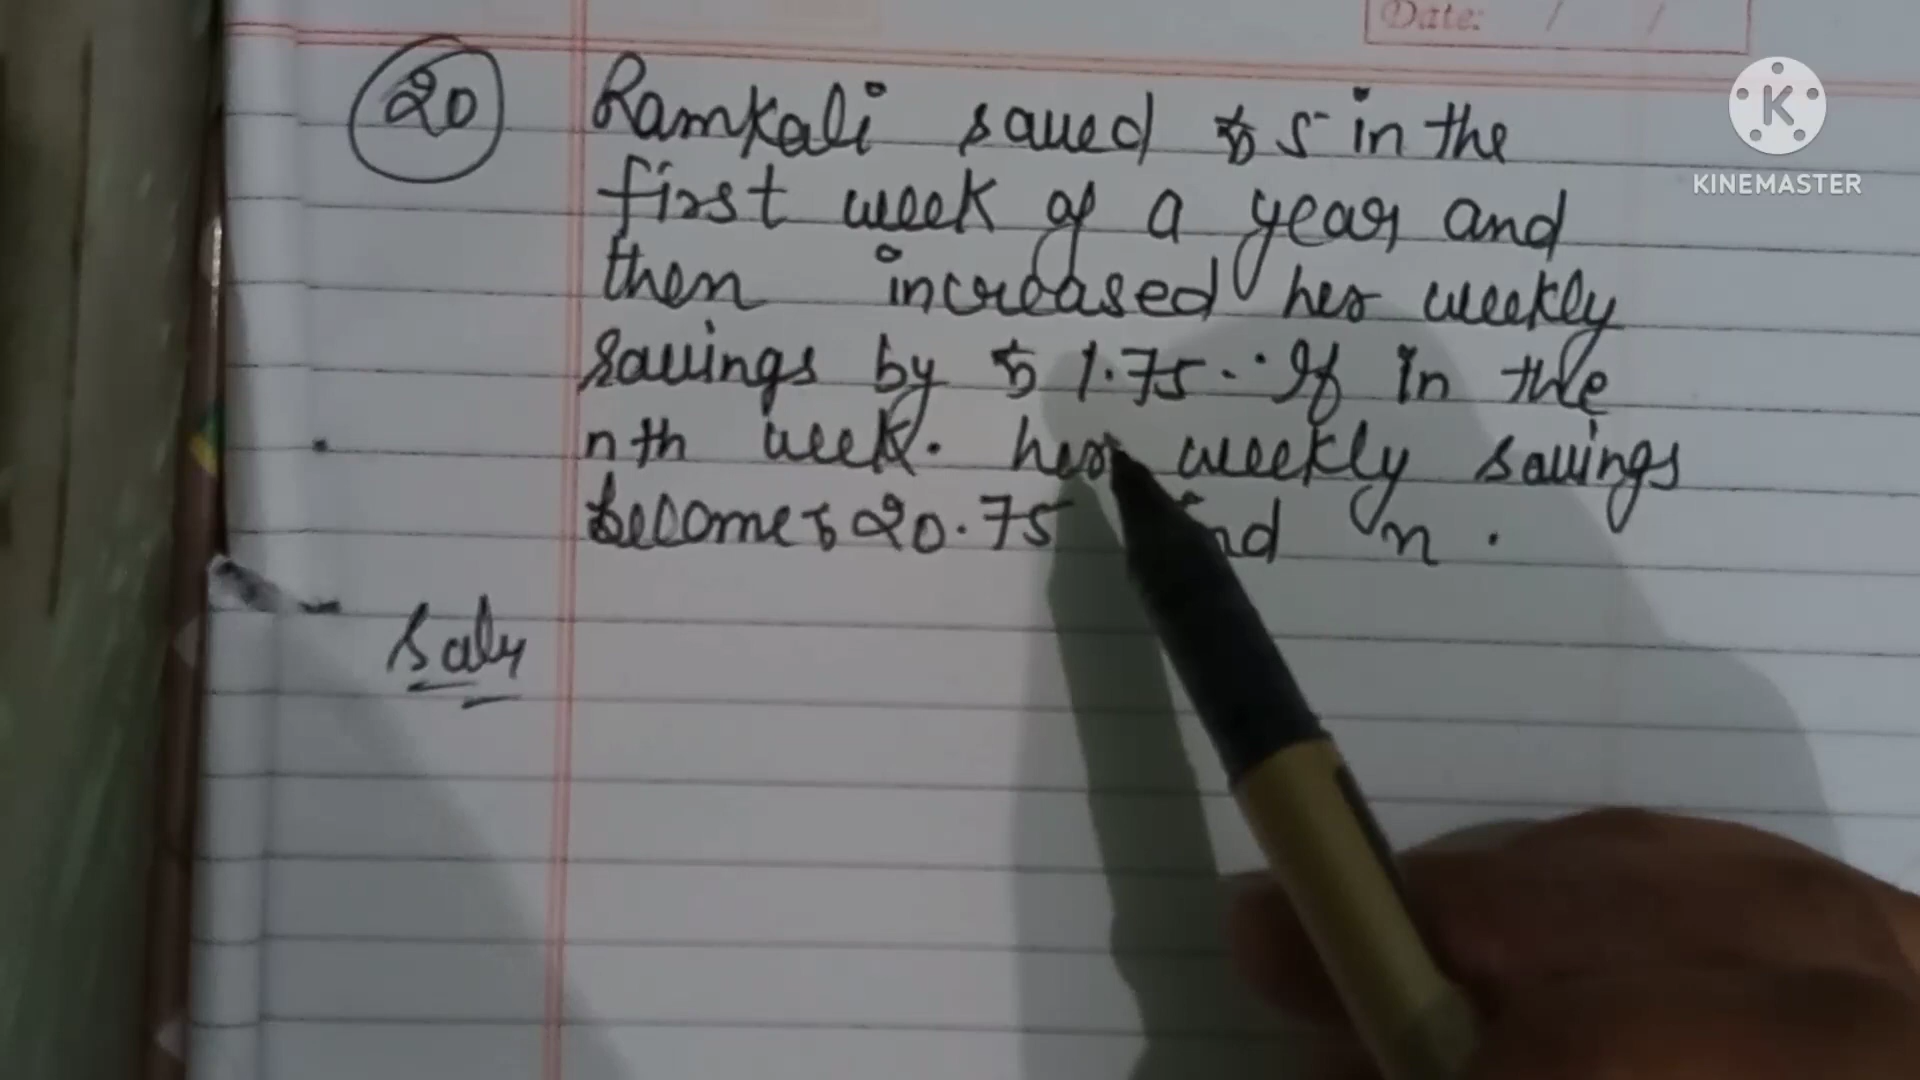 Date: / /
K
KINEMASTER
20 Ramkali saved ₹ 5 in the
first week of a year and
then increased her weekly
savings by ₹ 1.75. If in the
nth week. her weekly savings
become ₹ 20.75 n.
Soln